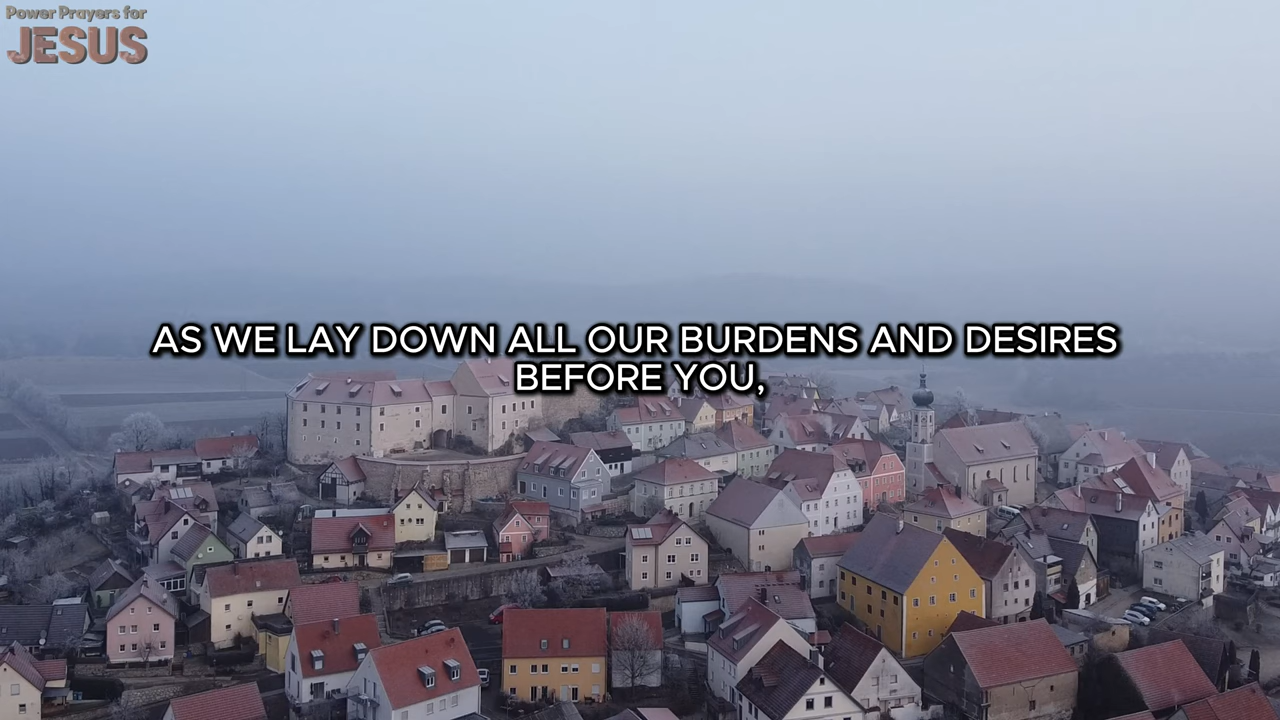 Power Prayers for
JESUS
AS WE LAY DOWN ALL OUR BURDENS AND DESIRES
BEFORE YOU,